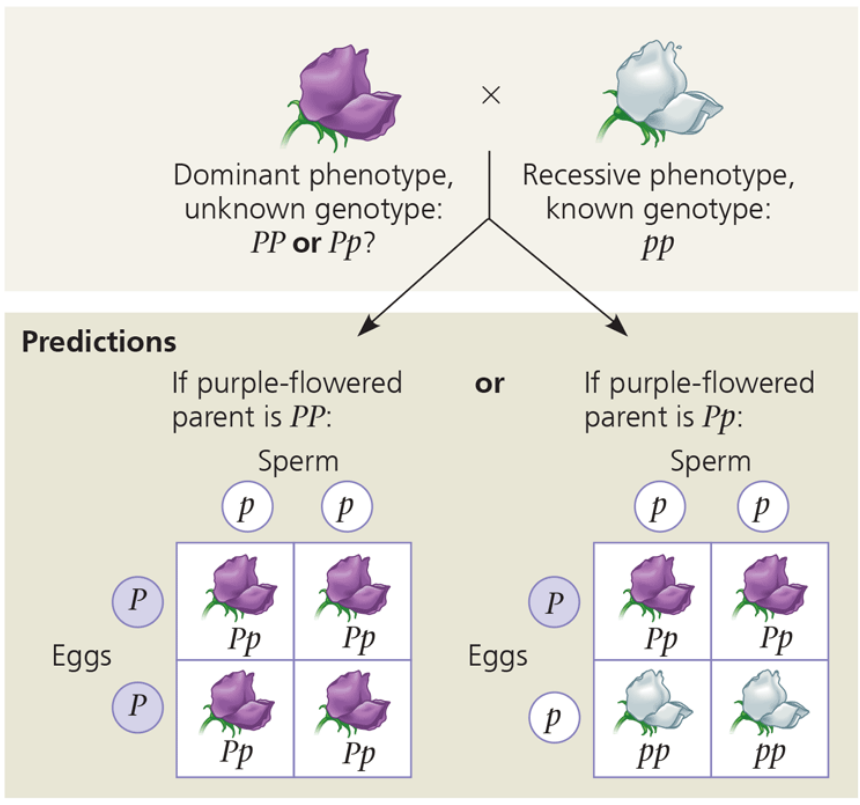 ×
Dominant phenotype,
unknown genotype:
PP or Pp?
Recessive phenotype,
known genotype:
pp
Predictions
If purple-flowered
parent is PP:
Sperm
p p
P
Eggs
P
Pp Pp
Pp Pp
or
If purple-flowered
parent is Pp:
Sperm
p p
P
Eggs
p
Pp Pp
pp pp